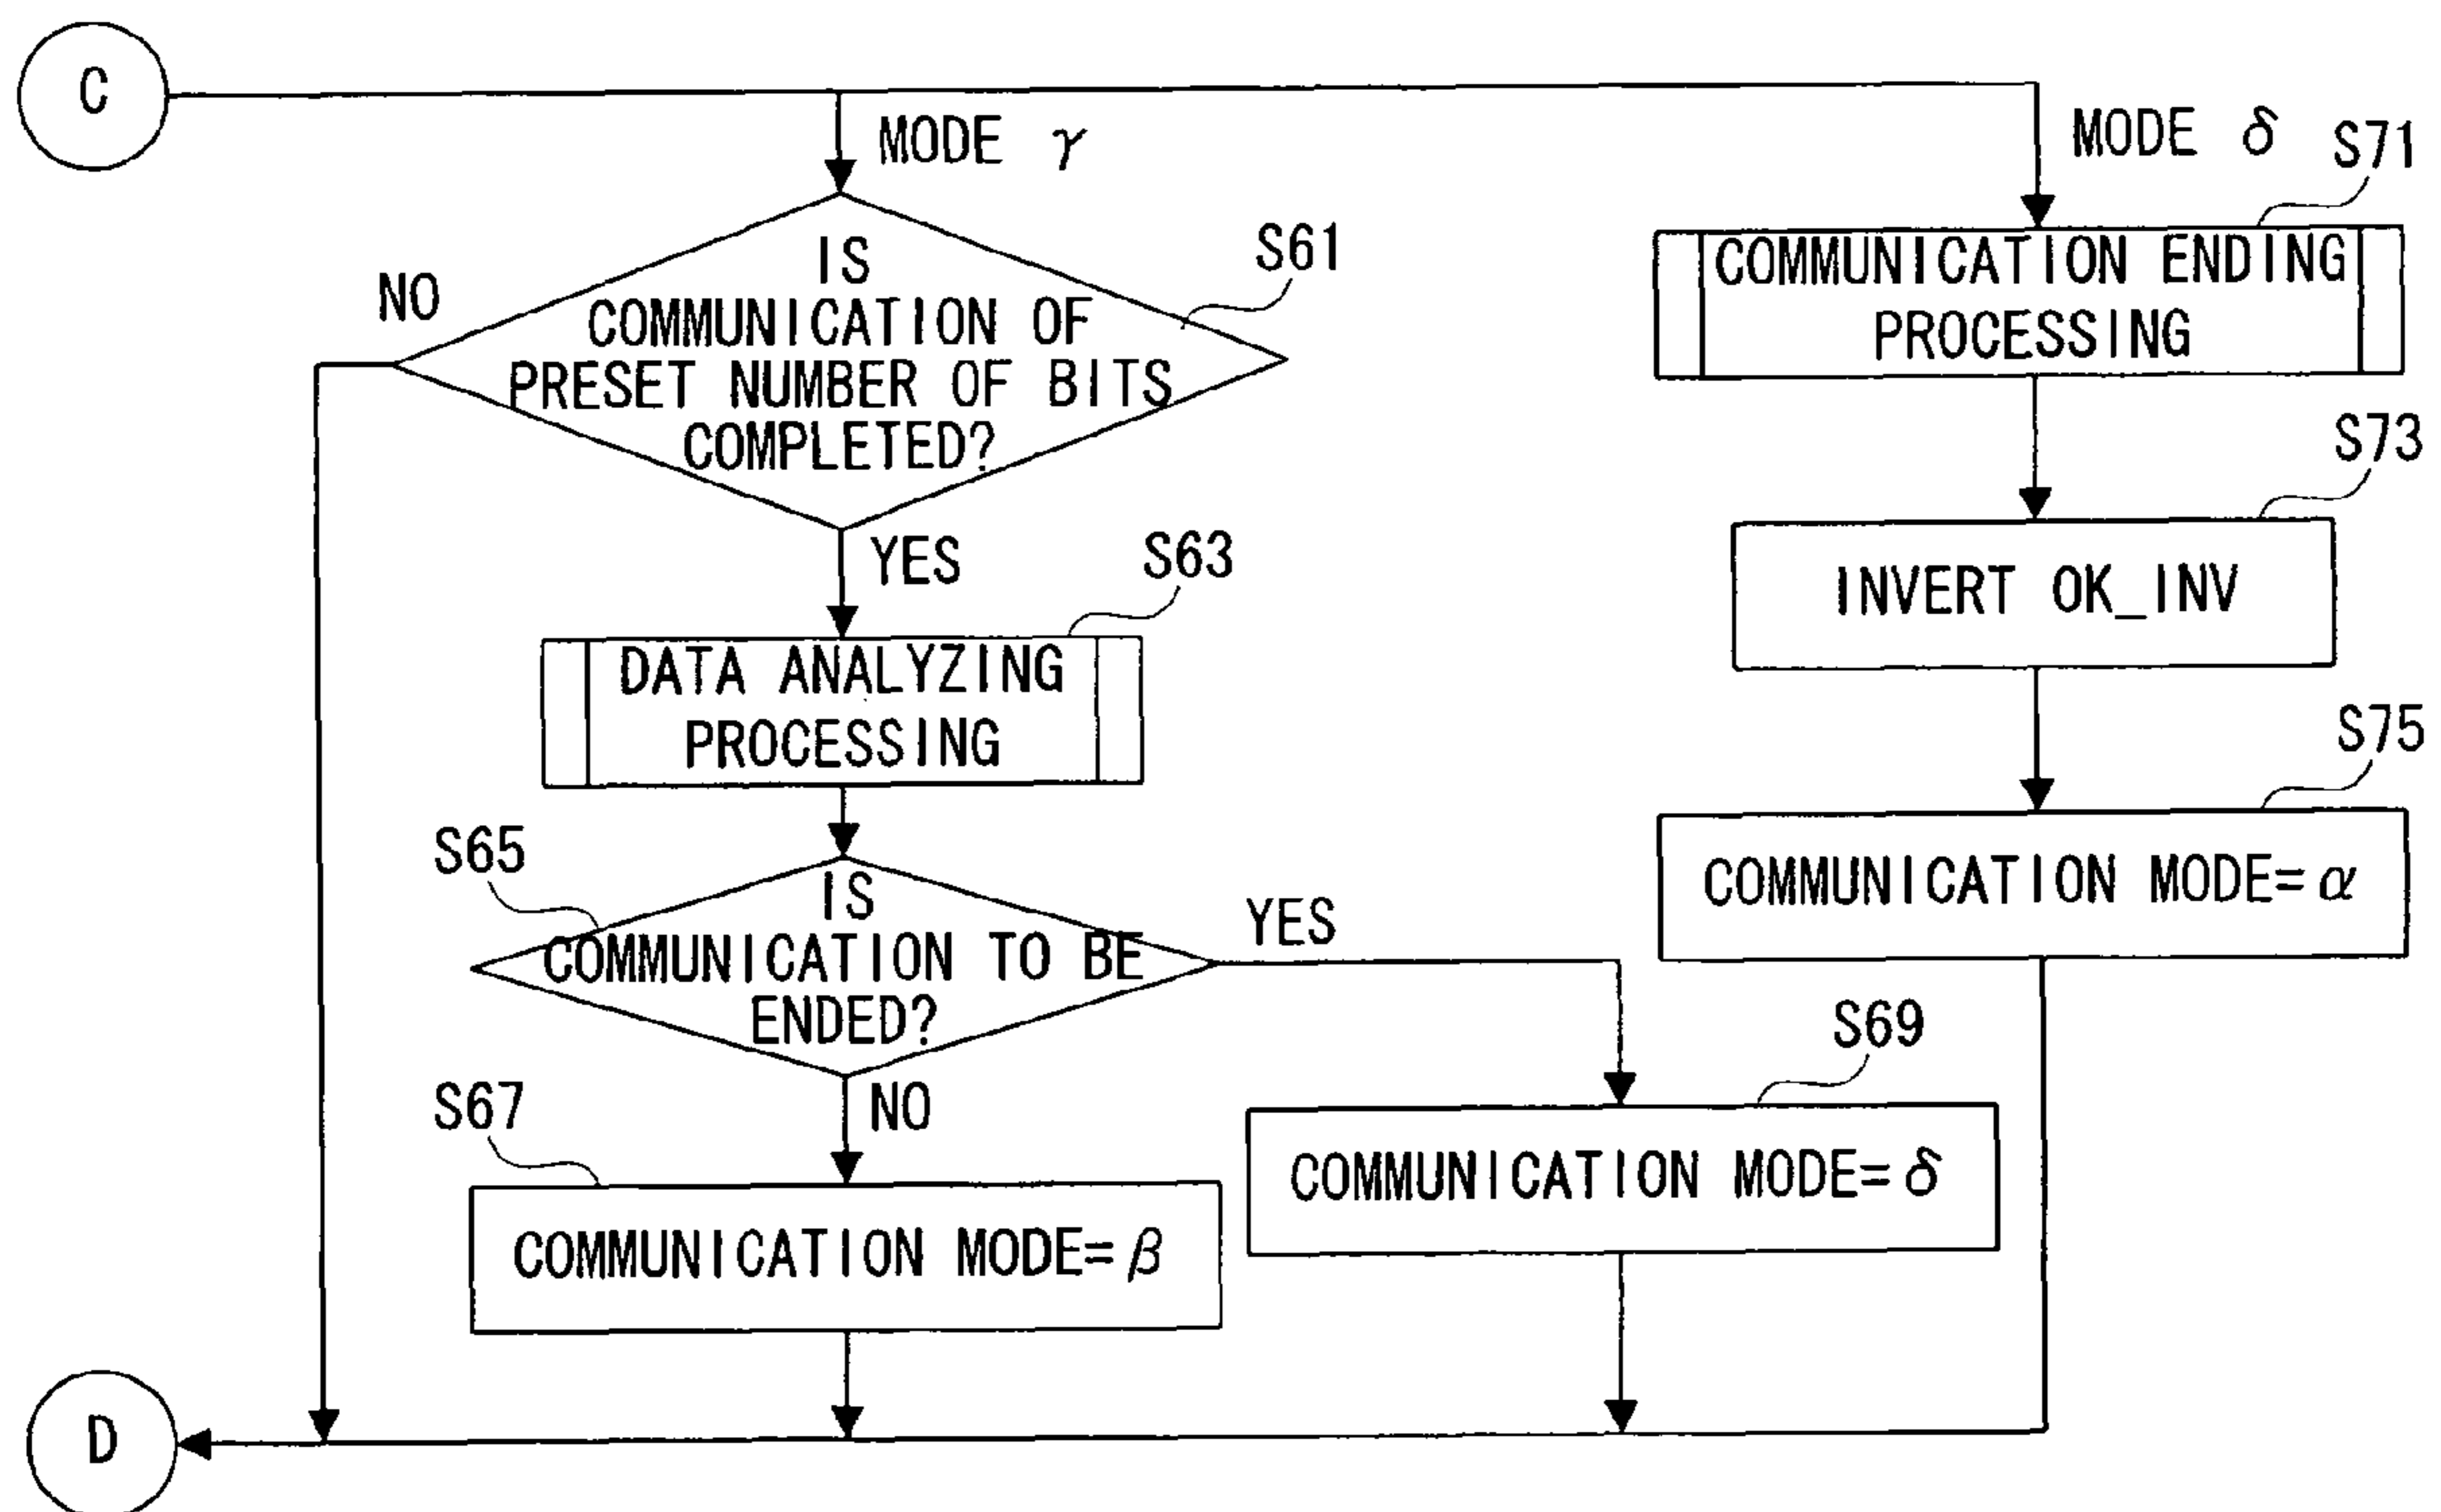 C
MODE γ
MODE δ
S71
COMMUNICATION ENDING
PROCESSING
S61
NO
IS
COMMUNICATION OF
PRESET NUMBER OF BITS
COMPLETED?
S73
INVERT OK_INV
YES
S63
DATA ANALYZING
PROCESSING
S75
COMMUNICATION MODE=α
S65
IS
COMMUNICATION TO BE
ENDED?
YES
S69
COMMUNICATION MODE=δ
NO
S67
COMMUNICATION MODE=β
D